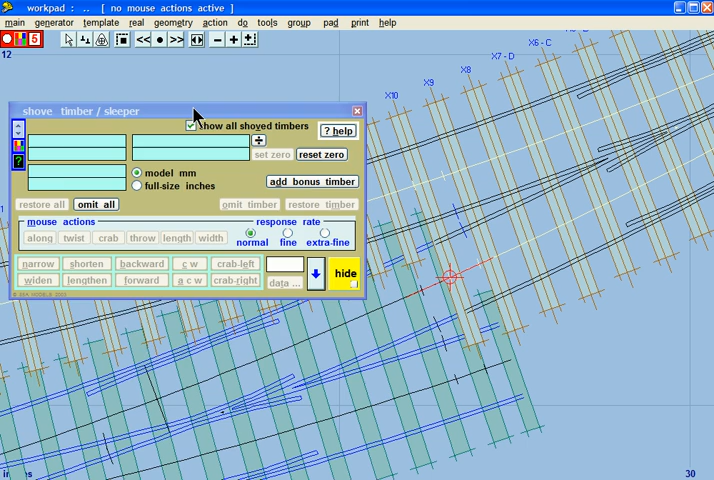 workpad : .. [ no mouse actions active ]
main generator template real geometry action do tools group pad print help
5 << >>
12
X6 - C
X7 - D
X8
X9
X10
shove timber / sleeper
show all shoved timbers
? help
set zero reset zero
model mm
full-size inches
add bonus timber
restore all omit all omit timber restore timber
mouse actions response rate
along twist crab throw length width
normal fine extra-fine
narrow shorten backward c w crab-left
widen lengthen forward a c w crab-right
data ...
hide
30